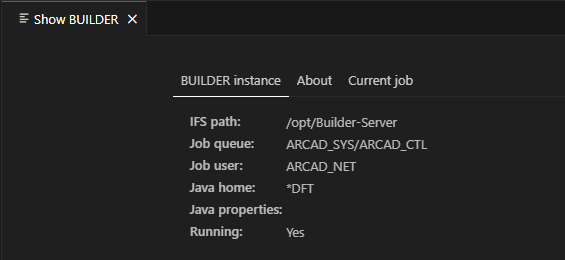 Show BUILDER
BUILDER instance About Current job
IFS path: /opt/Builder-Server
Job queue: ARCAD_SYS/ARCAD_CTL
Job user: ARCAD_NET
Java home: *DFT
Java properties:
Running: Yes